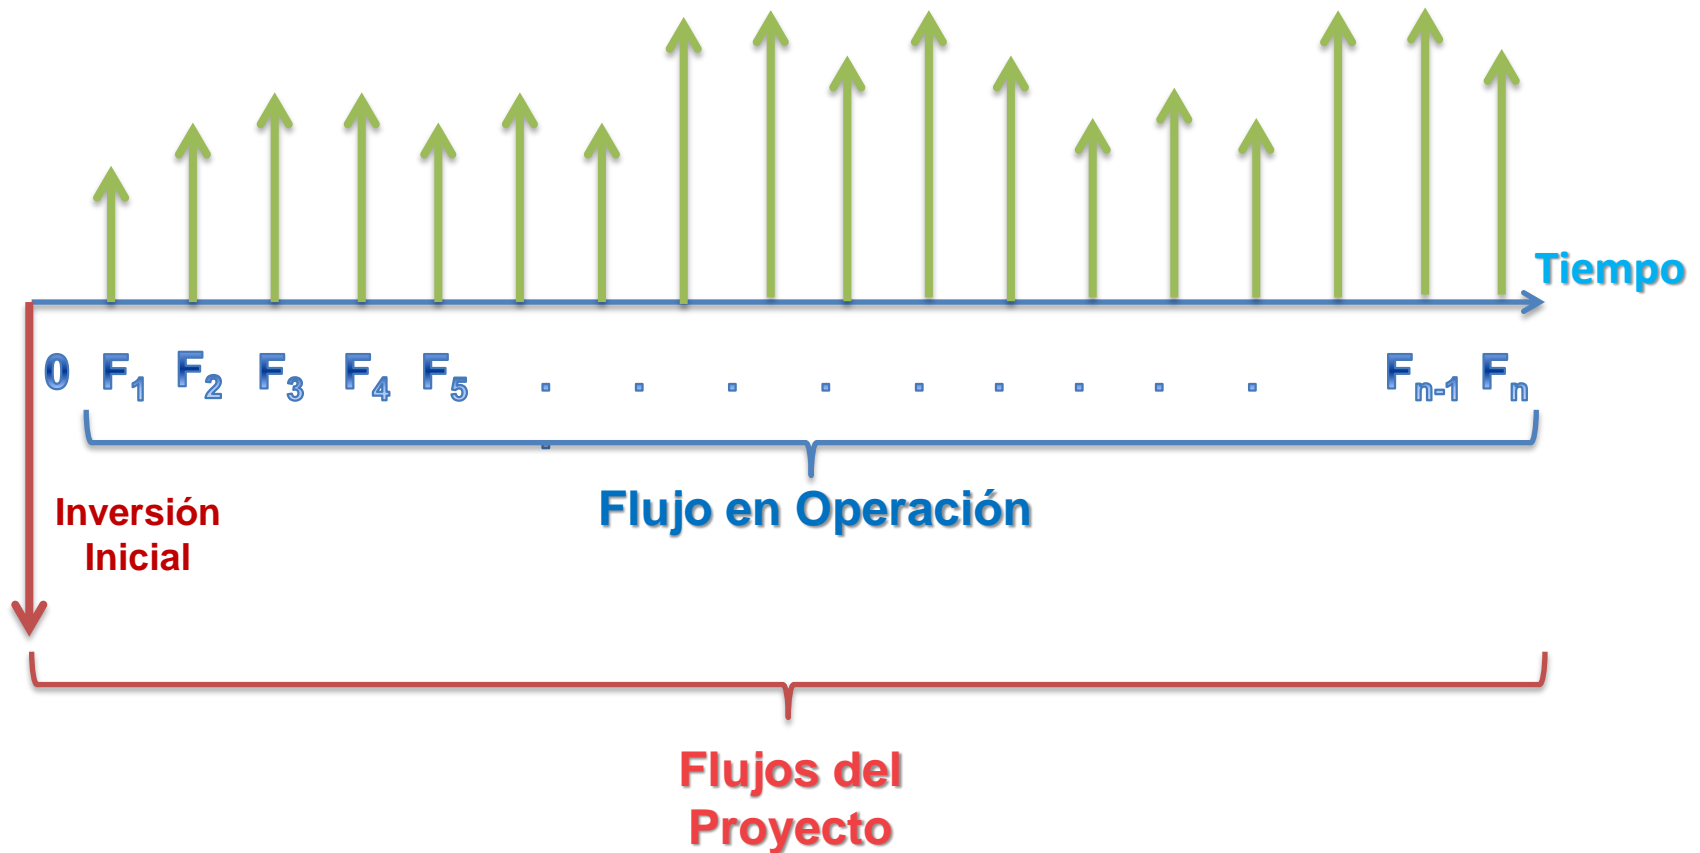 Tiempo
0 F1 F2 F3 F4 F5 . . . . . . . . . Fn-1 Fn
.
Flujo en Operación
Inversión
Inicial
Flujos del
Proyecto